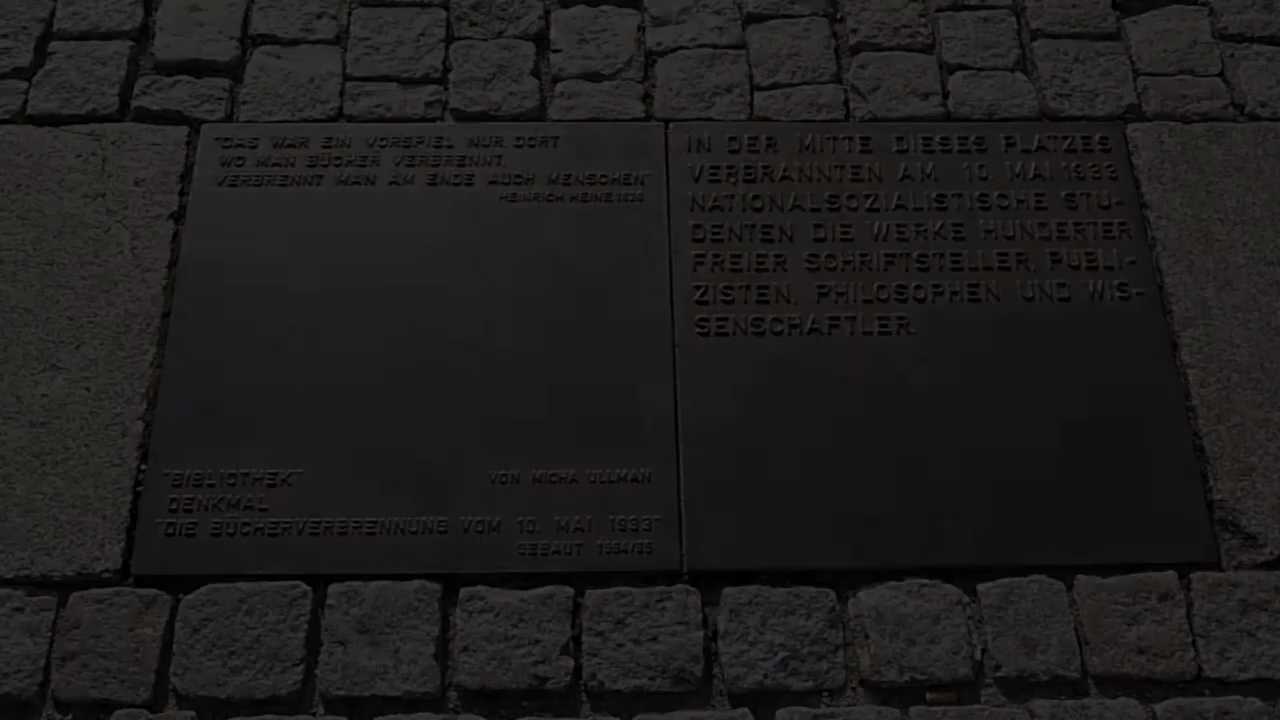 "DAS WAR EIN VORSPIEL NUR, DORT
WO MAN BÜCHER VERBRENNT,
VERBRENNT MAN AM ENDE AUCH MENSCHEN"
HEINRICH HEINE 1820
"BIBLIOTHEK"
VON MICHA ULLMAN
DENKMAL
"DIE BÜCHERVERBRENNUNG VOM 10. MAI 1933"
GEBAUT 1994/95
IN DER MITTE DIESES PLATZES
VERBRANNTEN AM 10. MAI 1933
NATIONALSOZIALISTISCHE STU-
DENTEN DIE WERKE HUNDERTER
FREIER SCHRIFTSTELLER, PUBLI-
ZISTEN, PHILOSOPHEN UND WIS-
SENSCHAFTLER.